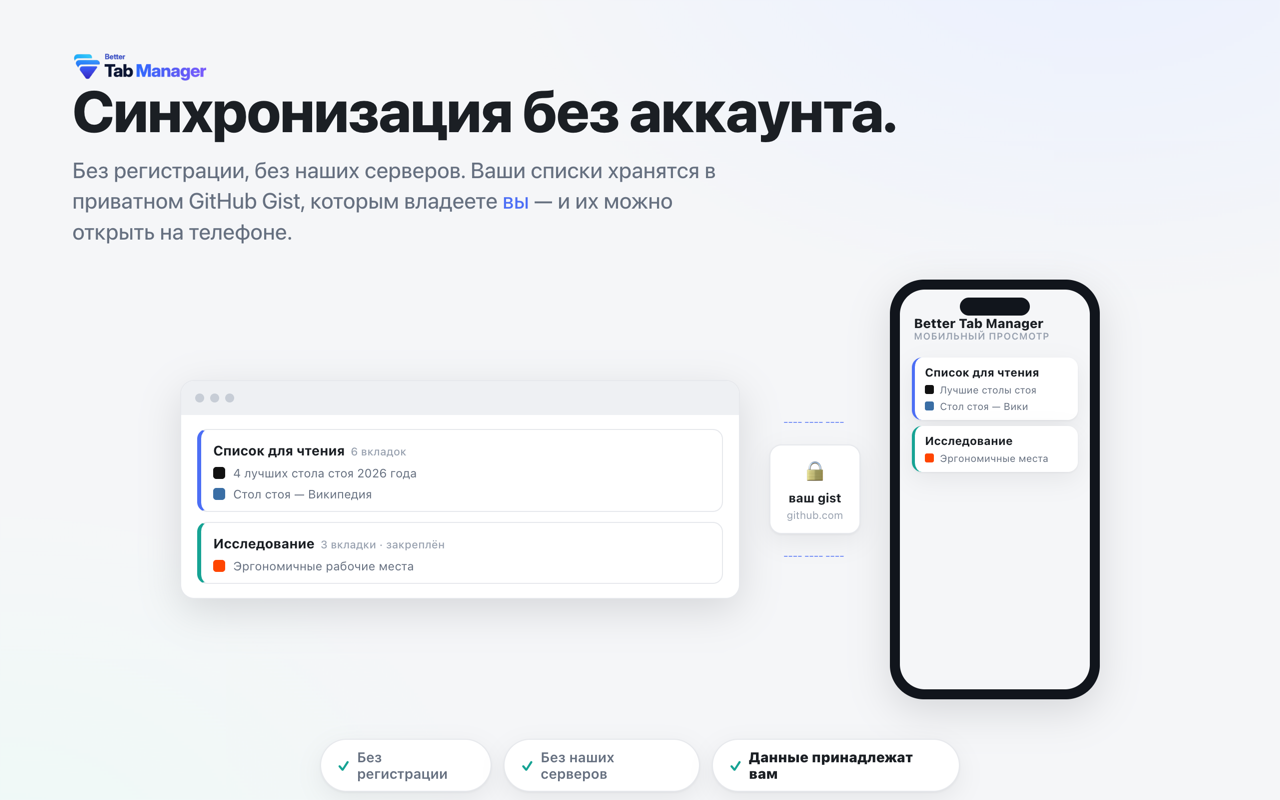 Better
Tab Manager
Синхронизация без аккаунта.
Без регистрации, без наших серверов. Ваши списки хранятся в
приватном GitHub Gist, которым владеете вы — и их можно
открыть на телефоне.
Список для чтения 6 вкладок
4 лучших стола стоя 2026 года
Стол стоя — Википедия
Исследование 3 вкладки · закреплён
Эргономичные рабочие места
ваш gist
github.com
Better Tab Manager
МОБИЛЬНЫЙ ПРОСМОТР
Список для чтения
Лучшие столы стоя
Стол стоя — Вики
Исследование
Эргономичные места
Без
регистрации
Без наших
серверов
Данные принадлежат
вам